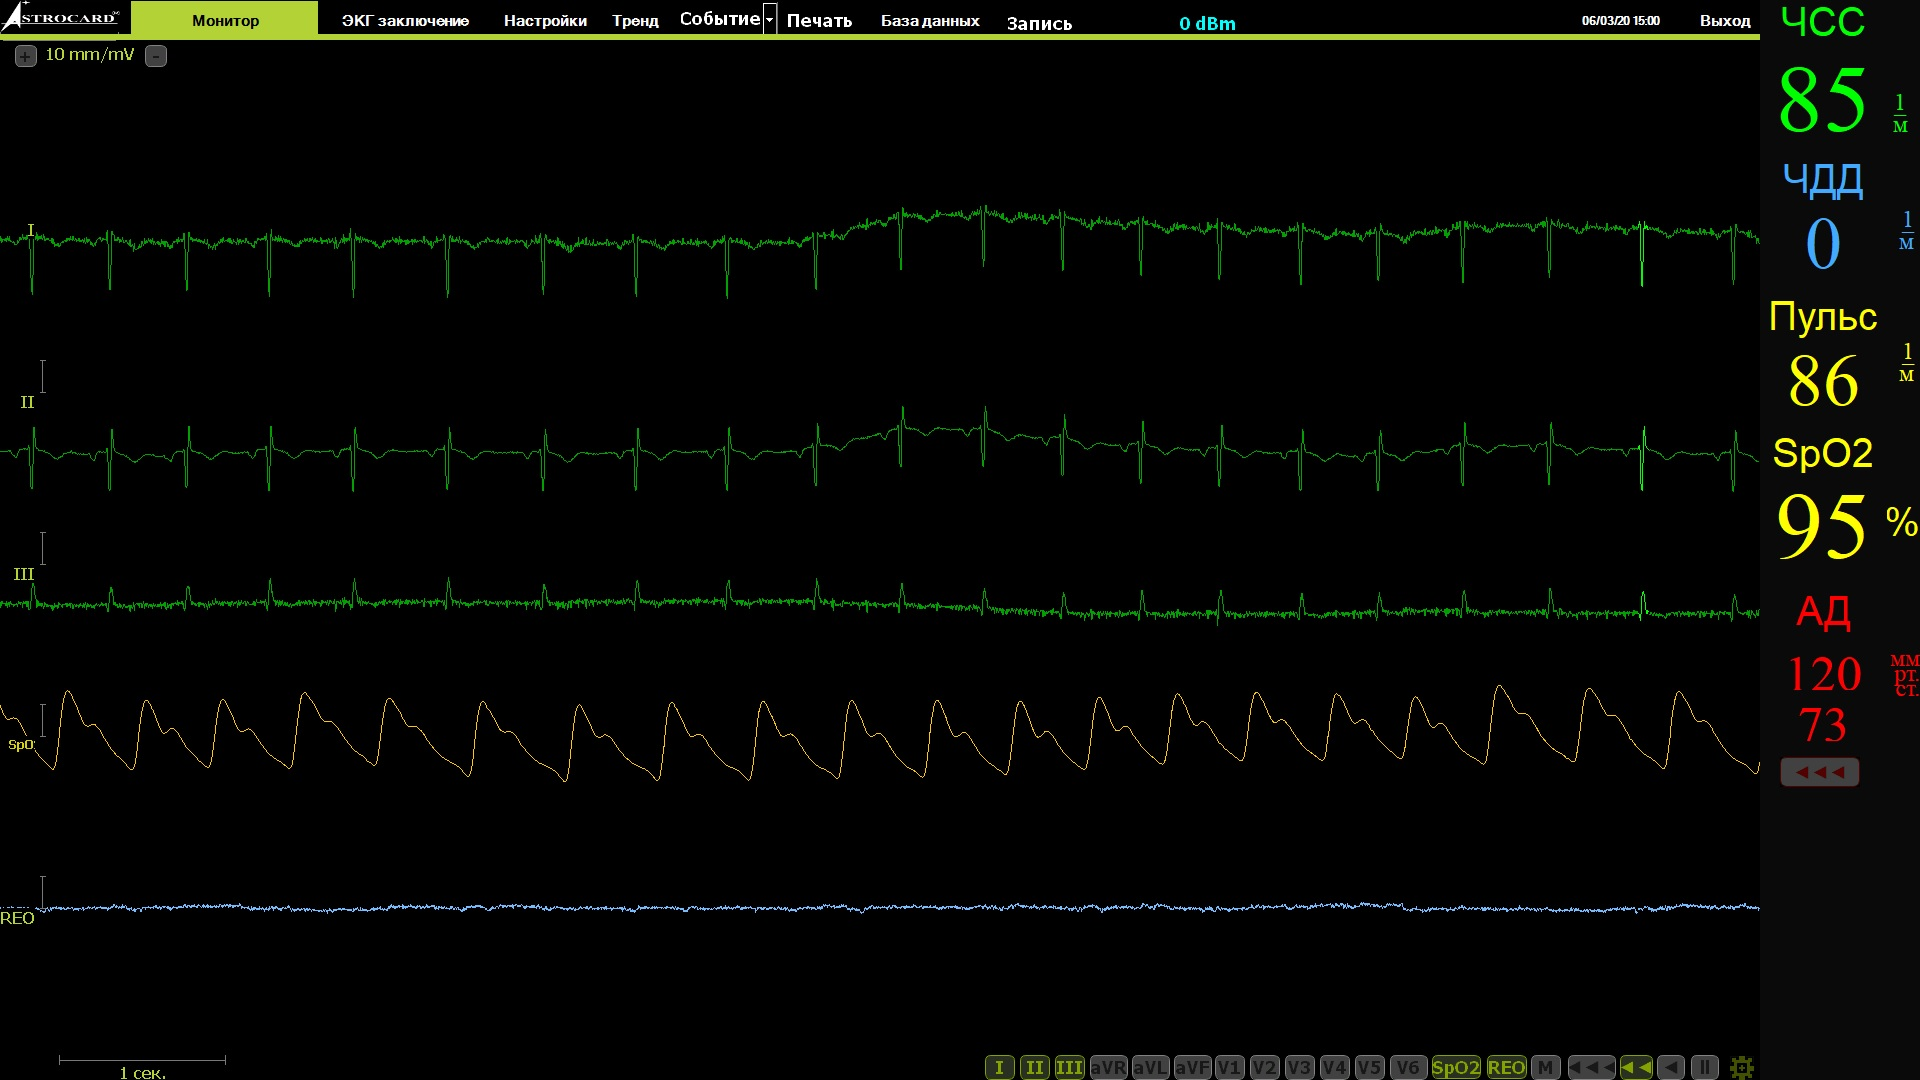 ASTROCARD
Монитор
ЭКГ заключение
Настройки
Тренд
Событие
Печать
База данных
Запись
0 dBm
06/03/20 15:00
Выход
+ 10 mm/mV -
I
II
III
SpO
REO
1 сек.
ЧСС
85 1/м
ЧДД
0 1/м
Пульс
86 1/м
SpO2
95 %
АД
120 мм рт. ст.
73
I II III aVR aVL aVF V1 V2 V3 V4 V5 V6 SpO2 REO M